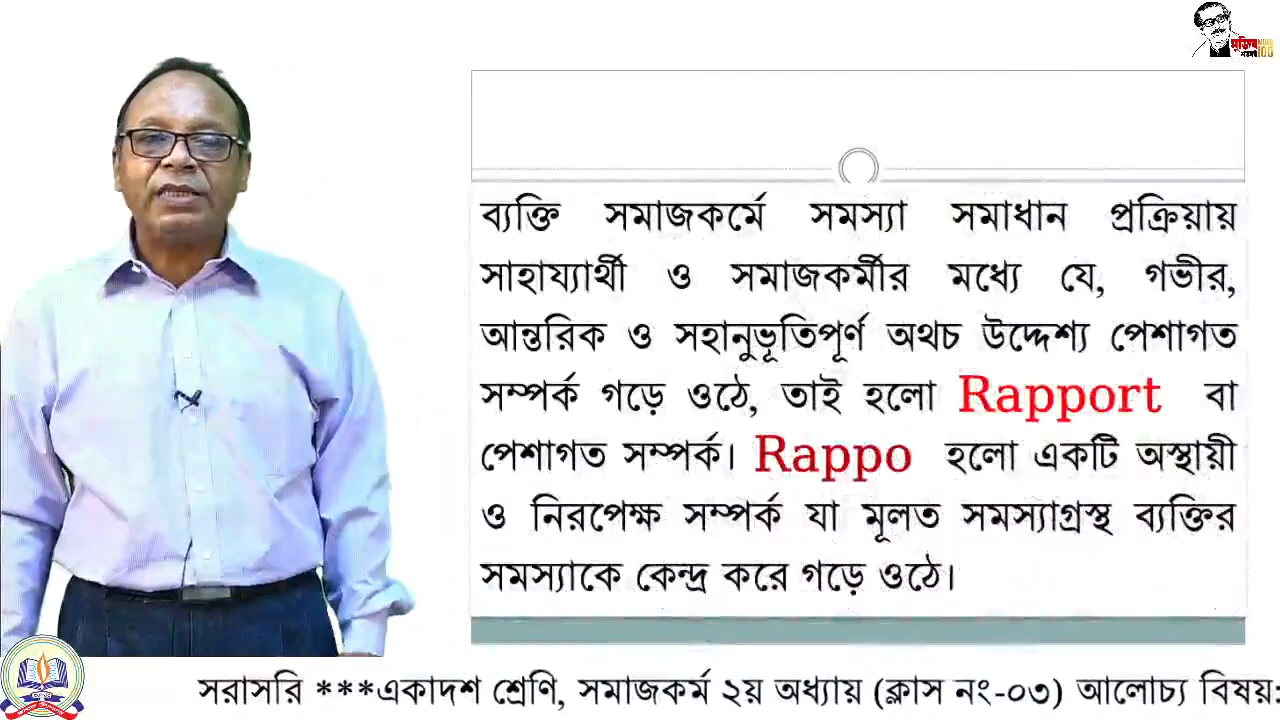 ব্যক্তি সমাজকর্মে সমস্যা সমাধান প্রক্রিয়ায়
সাহায্যার্থী ও সমাজকর্মীর মধ্যে যে, গভীর,
আন্তরিক ও সহানুভূতিপূর্ণ অথচ উদ্দেশ্য পেশাগত
সম্পর্ক গড়ে ওঠে, তাই হলো Rapport বা
পেশাগত সম্পর্ক। Rappo হলো একটি অস্থায়ী
ও নিরপেক্ষ সম্পর্ক যা মূলত সমস্যাগ্রস্থ ব্যক্তির
সমস্যাকে কেন্দ্র করে গড়ে ওঠে।
সরাসরি ***একাদশ শ্রেণি, সমাজকর্ম ২য় অধ্যায় (ক্লাস নং-০৩) আলোচ্য বিষয়: